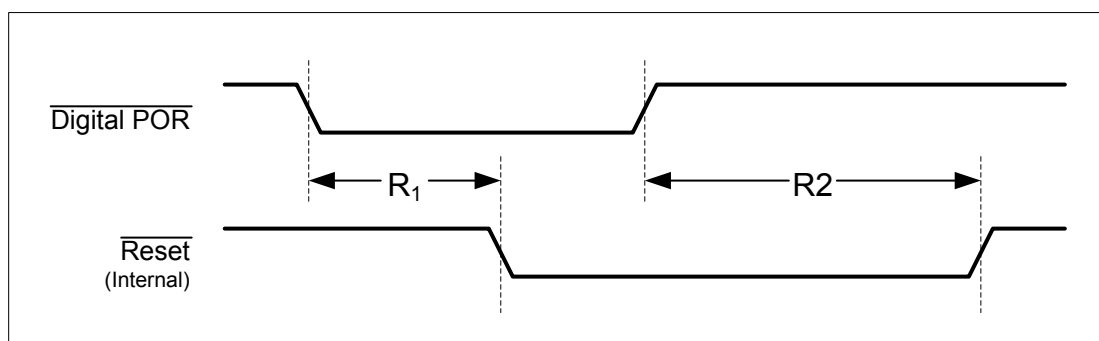 Digital POR
R₁
R2
Reset
(Internal)